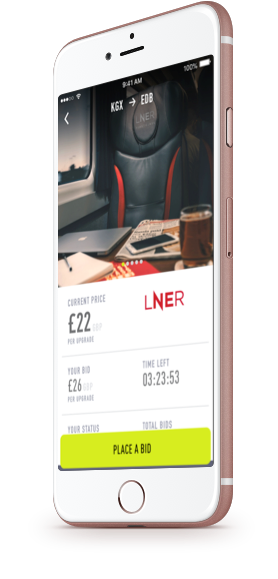 9:41 AM
100%
KGX → EDB
LNER
CURRENT PRICE
LNER
£22 GBP
PER UPGRADE
YOUR BID
TIME LEFT
£26 GBP
03:23:53
PER UPGRADE
YOUR STATUS
TOTAL BIDS
PLACE A BID